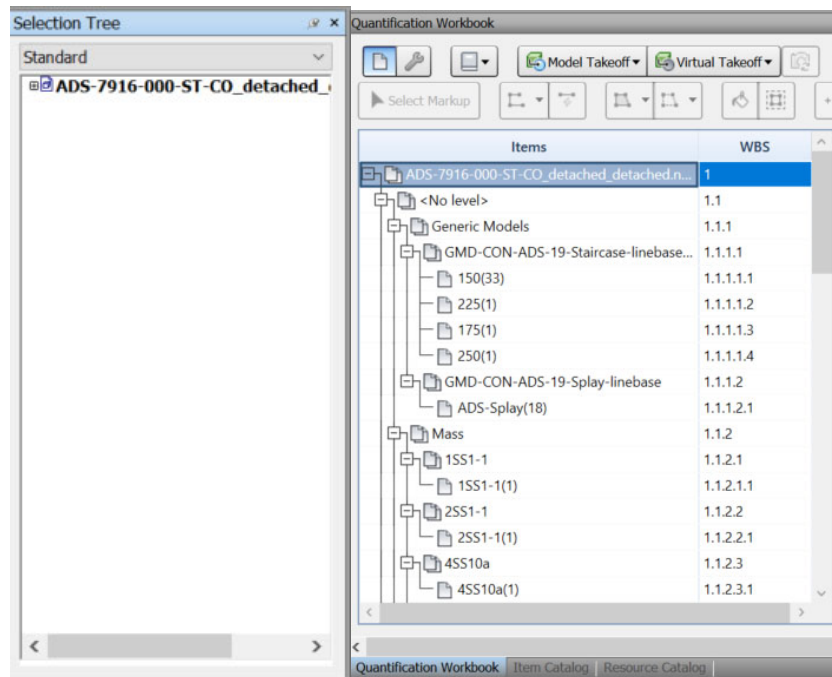 Selection Tree
Standard
ADS-7916-000-ST-CO_detached_
Quantification Workbook
Model Takeoff
Virtual Takeoff
Select Markup
Items WBS
ADS-7916-000-ST-CO_detached_detached.n... 1
<No level> 1.1
Generic Models 1.1.1
GMD-CON-ADS-19-Staircase-linebase... 1.1.1.1
150(33) 1.1.1.1.1
225(1) 1.1.1.1.2
175(1) 1.1.1.1.3
250(1) 1.1.1.1.4
GMD-CON-ADS-19-Splay-linebase 1.1.1.2
ADS-Splay(18) 1.1.1.2.1
Mass 1.1.2
1SS1-1 1.1.2.1
1SS1-1(1) 1.1.2.1.1
2SS1-1 1.1.2.2
2SS1-1(1) 1.1.2.2.1
4SS10a 1.1.2.3
4SS10a(1) 1.1.2.3.1
Quantification Workbook Item Catalog Resource Catalog